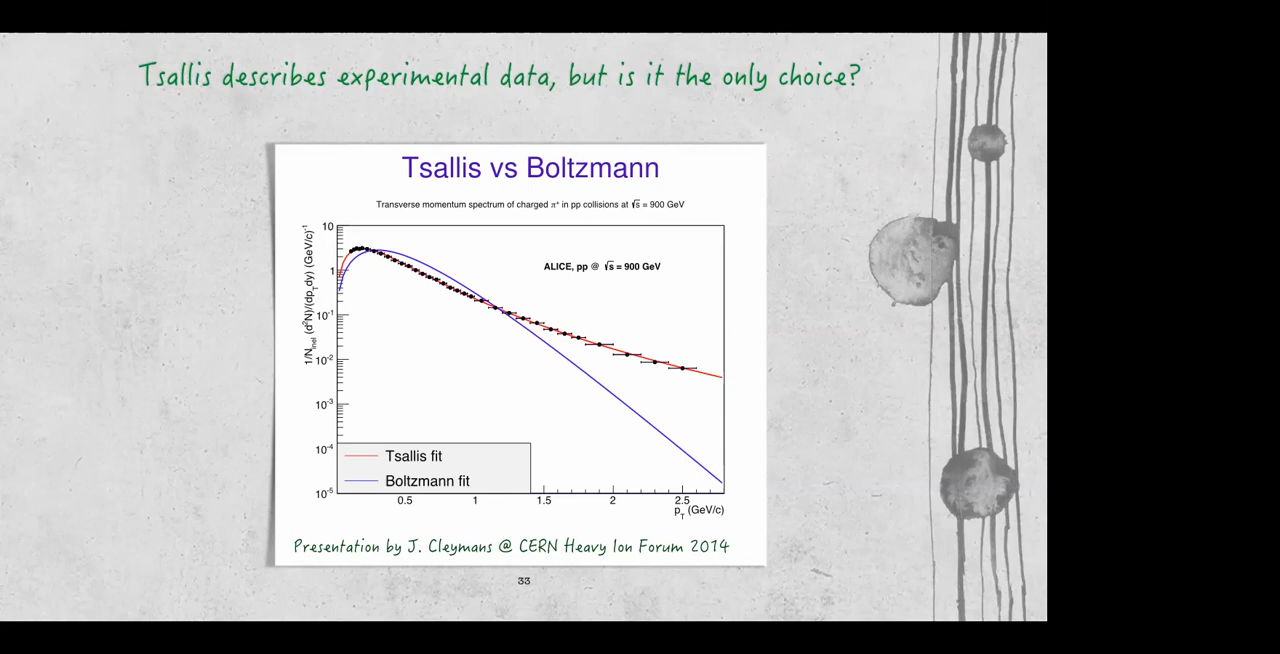 Tsallis describes experimental data, but is it the only choice?
Tsallis vs Boltzmann
Transverse momentum spectrum of charged π⁺ in pp collisions at √s = 900 GeV
1/N_inel (d²N)/(dp_T dy) (GeV/c)⁻¹
10
1
10⁻¹
10⁻²
10⁻³
10⁻⁴
10⁻⁵
ALICE, pp @ √s = 900 GeV
Tsallis fit
Boltzmann fit
0.5 1 1.5 2 2.5
p_T (GeV/c)
Presentation by J. Cleymans @ CERN Heavy Ion Forum 2014
33